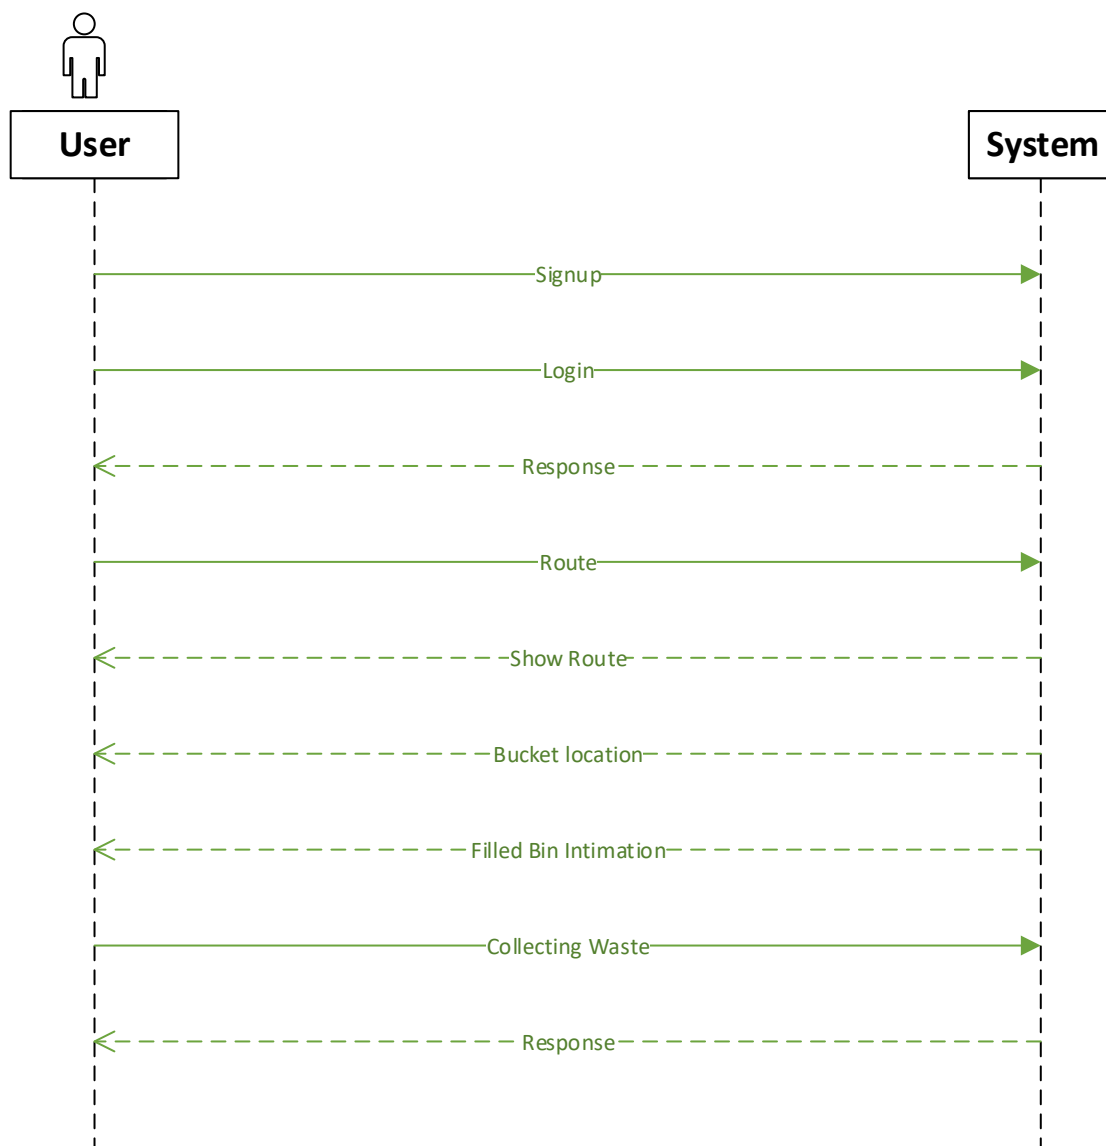 User
System
Signup
Login
Response
Route
Show Route
Bucket location
Filled Bin Intimation
Collecting Waste
Response